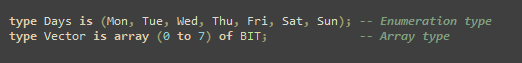 type Days is (Mon, Tue, Wed, Thu, Fri, Sat, Sun); -- Enumeration type
type Vector is array (0 to 7) of BIT;             -- Array type